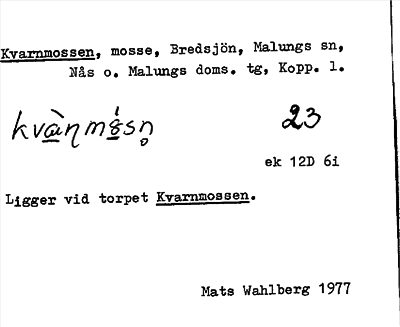 Kvarnmossen, mosse, Bredsjön, Malungs sn,
Nås o. Malungs doms. tg, Kopp. l.
23
ek 12D 6i
Ligger vid torpet Kvarnmossen.
Mats Wahlberg 1977